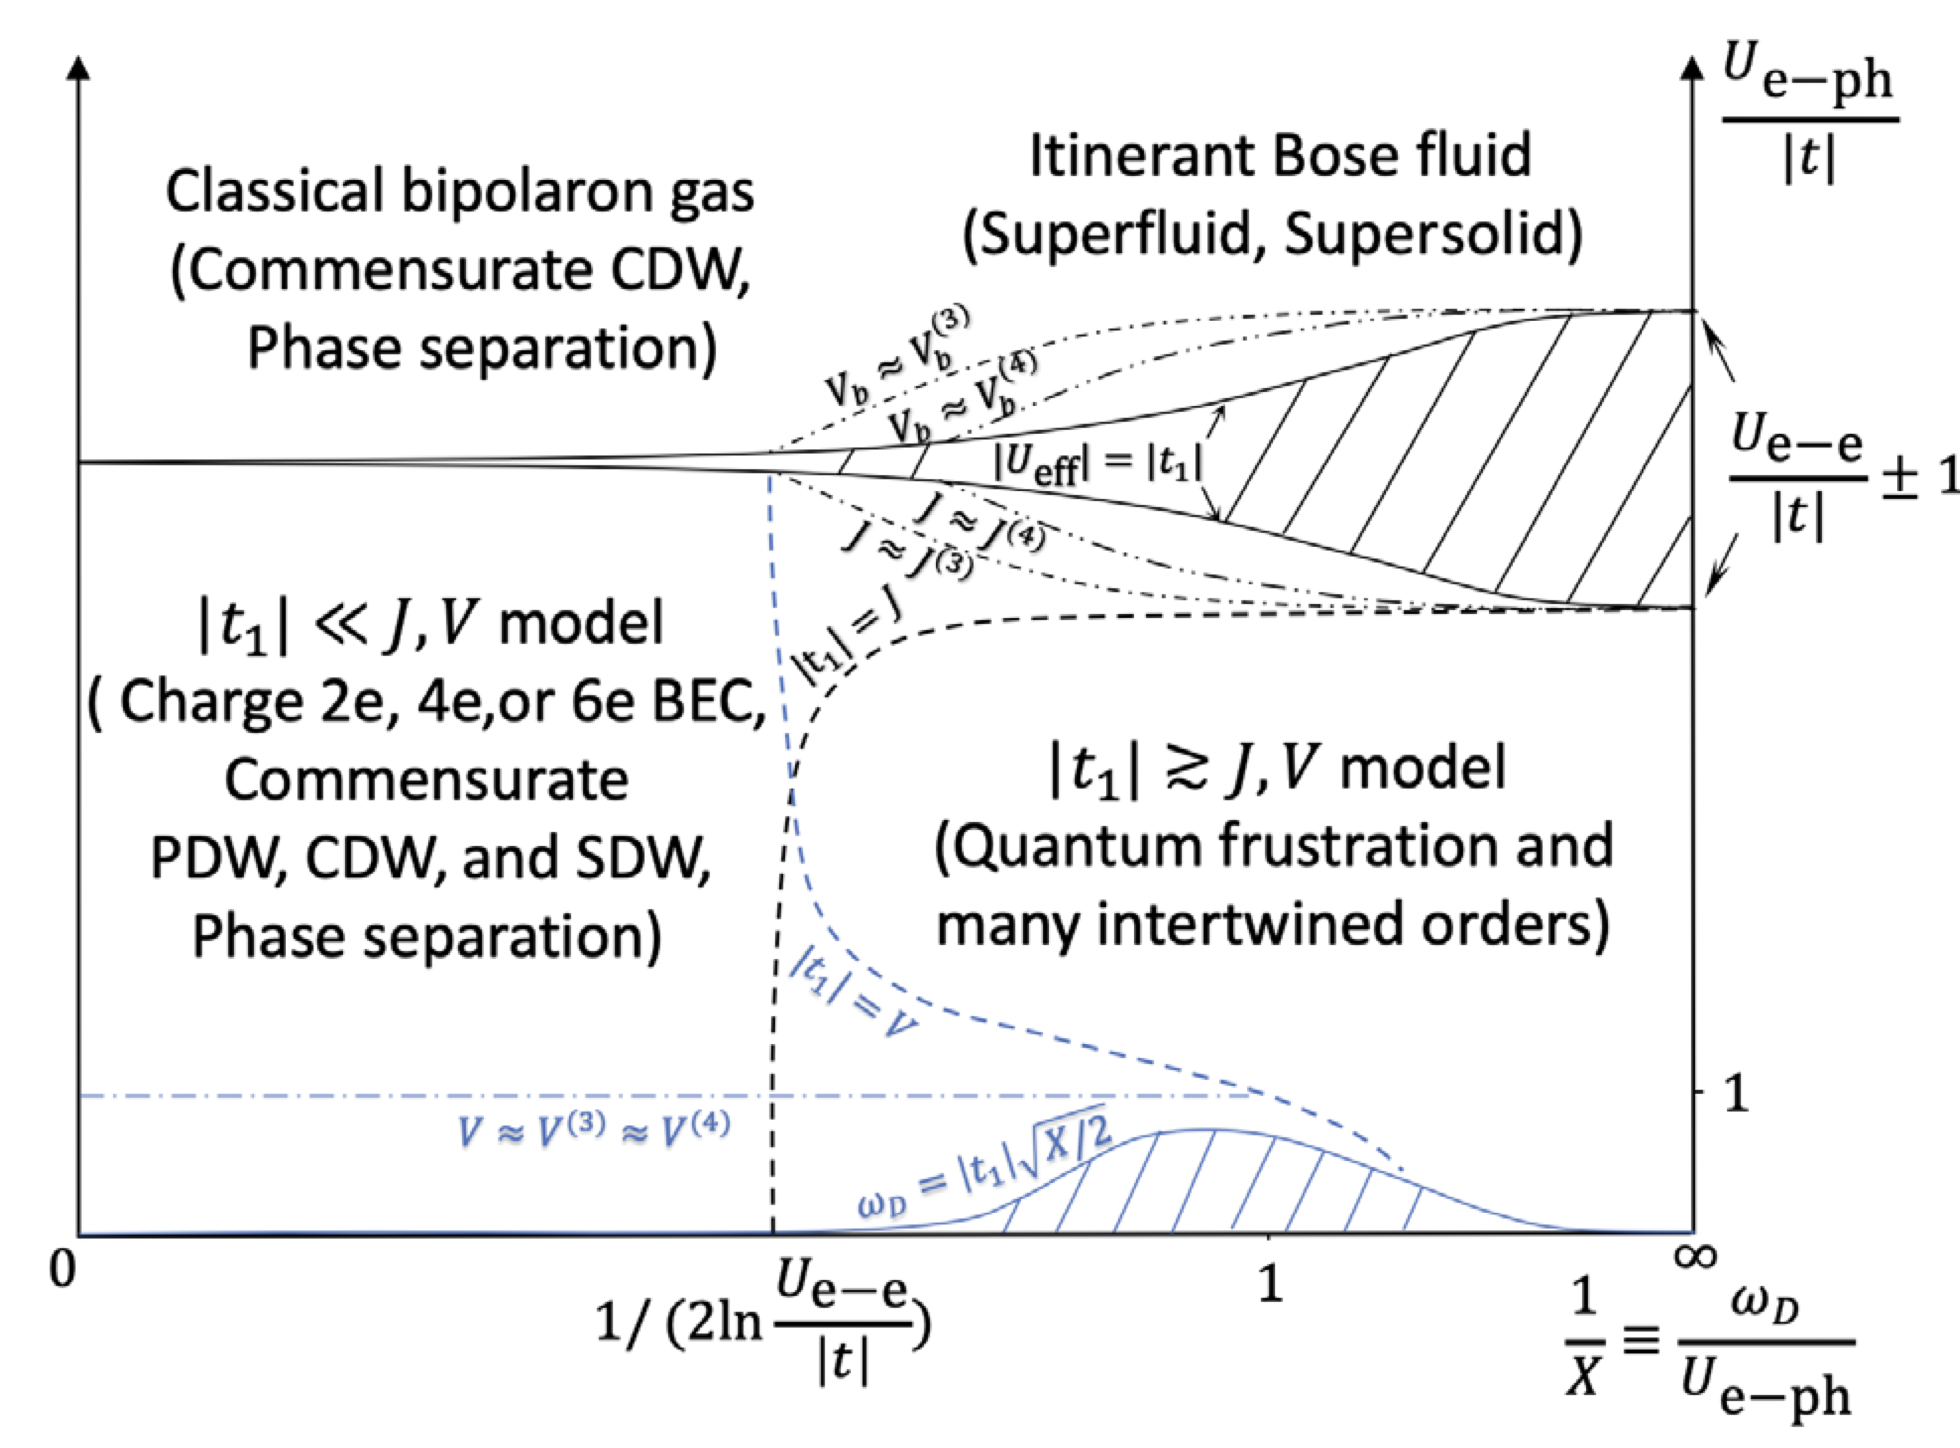 U_e−ph / |t|
Classical bipolaron gas
(Commensurate CDW,
Phase separation)
Itinerant Bose fluid
(Superfluid, Supersolid)
V_b ≈ V_b^(3)
V_b ≈ V_b^(4)
|U_eff| = |t_1|
U_e−e / |t| ± 1
J ≈ J^(4)
J ≈ J^(3)
|t_1| = J
|t_1| ≪ J, V model
( Charge 2e, 4e,or 6e BEC,
Commensurate
PDW, CDW, and SDW,
Phase separation)
|t_1| ≳ J, V model
(Quantum frustration and
many intertwined orders)
|t_1| = V
1
V ≈ V^(3) ≈ V^(4)
ω_D = |t_1|√X/2
0
1/ (2ln U_e−e / |t| )
1
∞
1 / X ≡ ω_D / U_e−ph